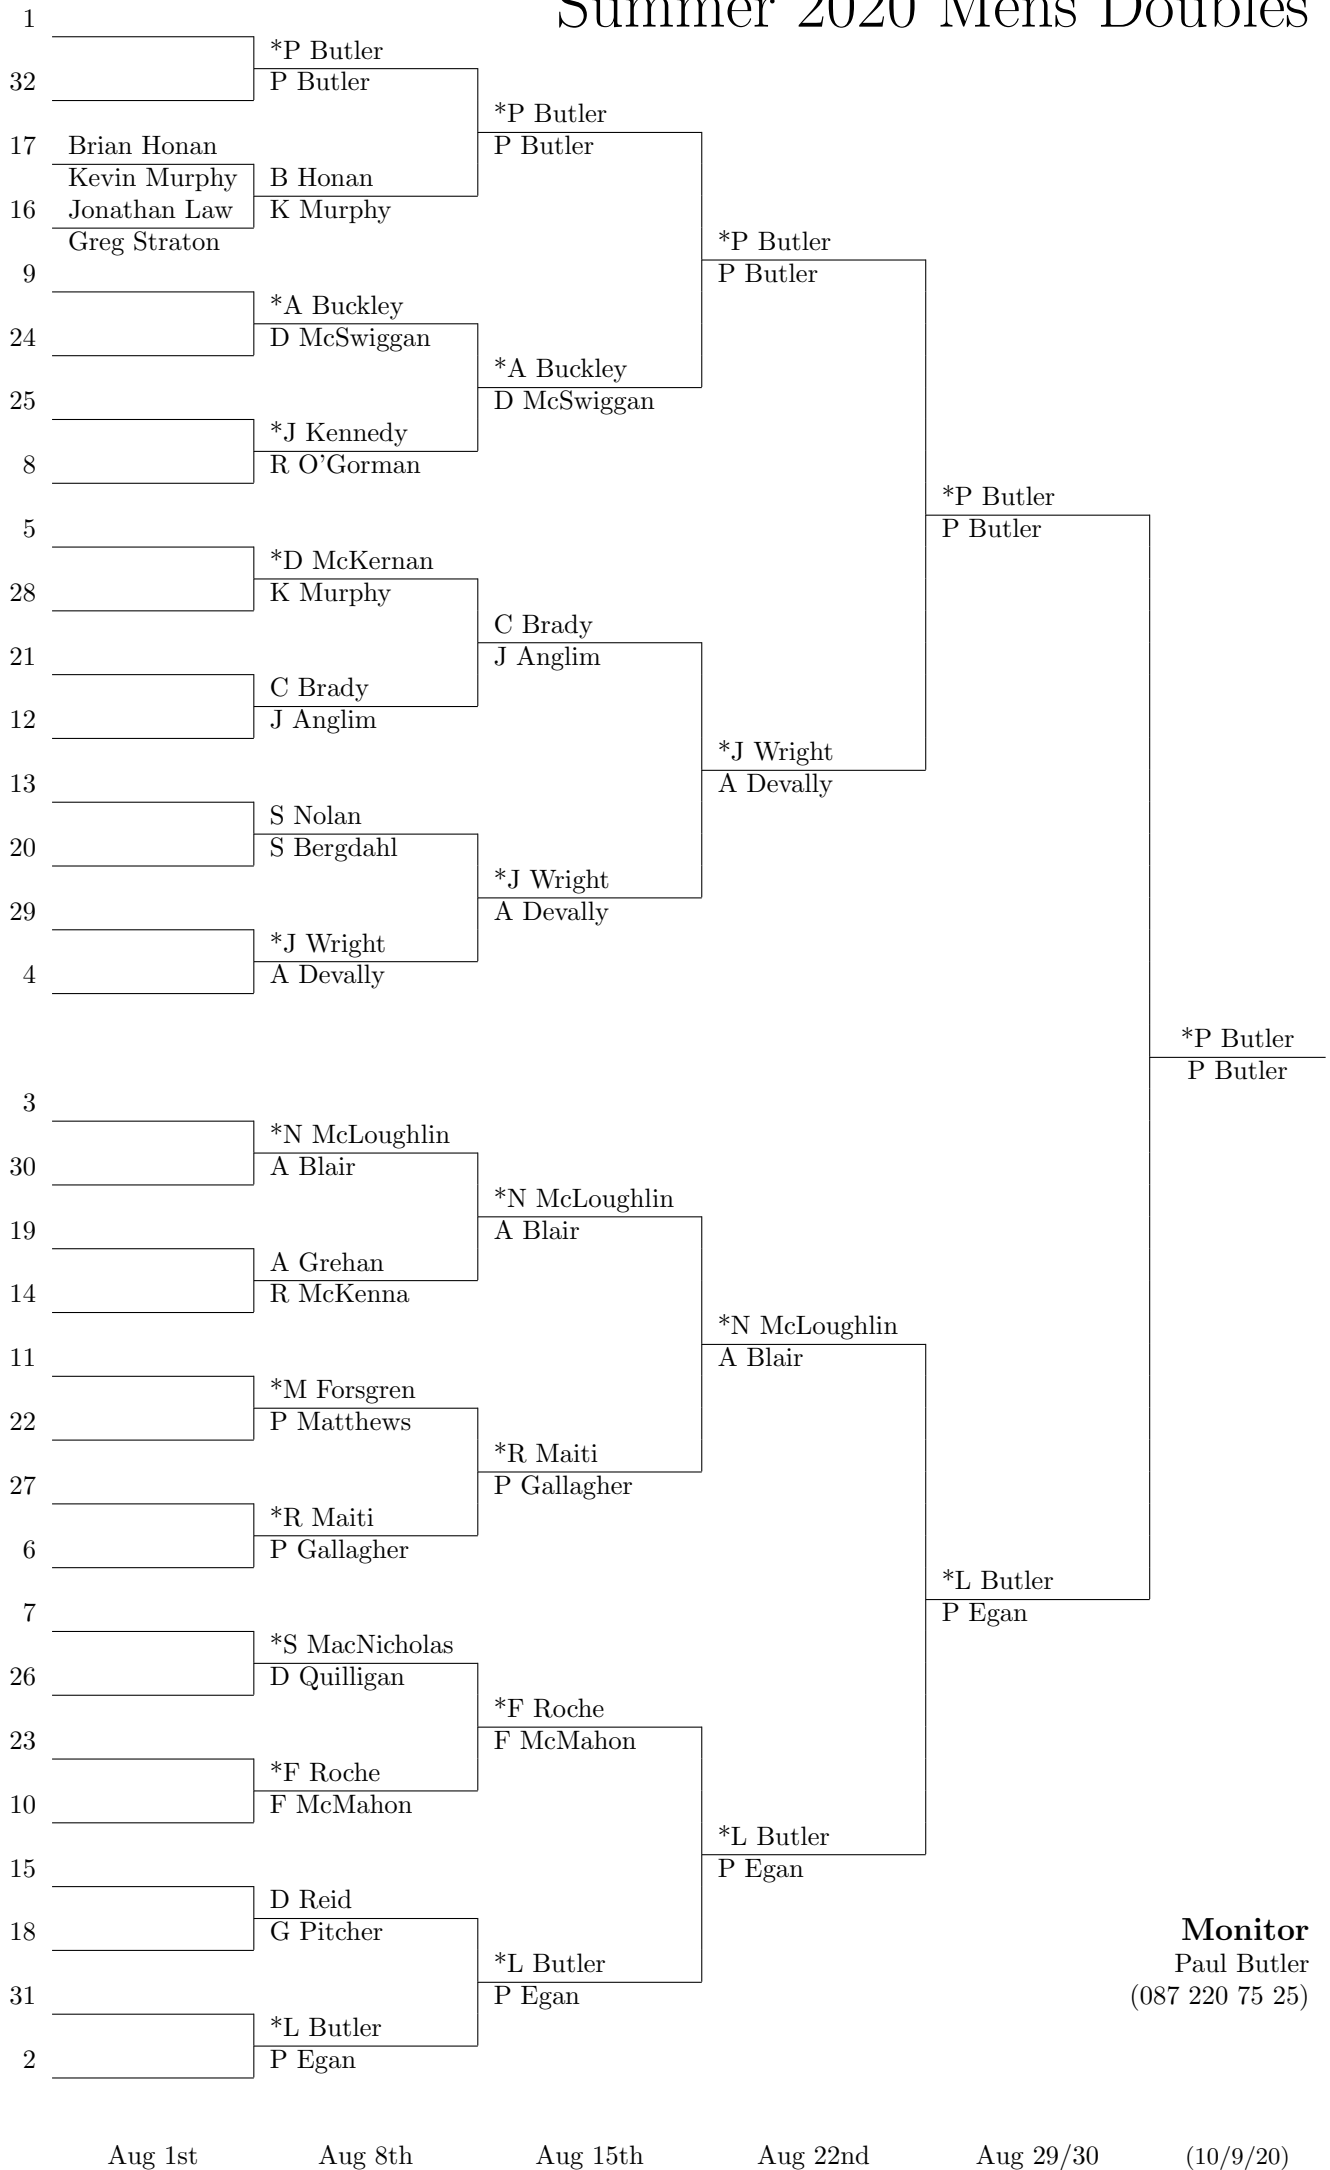 Summer 2020 Mens Doubles
1
*P Butler
P Butler
32
*P Butler
P Butler
17
Brian Honan
Kevin Murphy
B Honan
K Murphy
16
Jonathan Law
Greg Straton
*P Butler
P Butler
9
*A Buckley
D McSwiggan
24
*A Buckley
D McSwiggan
25
*J Kennedy
R O'Gorman
8
*P Butler
P Butler
5
*D McKernan
K Murphy
28
C Brady
J Anglim
21
C Brady
J Anglim
12
*J Wright
A Devally
13
S Nolan
S Bergdahl
20
*J Wright
A Devally
29
*J Wright
A Devally
4
*P Butler
P Butler
3
*N McLoughlin
A Blair
30
*N McLoughlin
A Blair
19
A Grehan
R McKenna
14
*N McLoughlin
A Blair
11
*M Forsgren
P Matthews
22
*R Maiti
P Gallagher
27
*R Maiti
P Gallagher
6
*L Butler
P Egan
7
*S MacNicholas
D Quilligan
26
*F Roche
F McMahon
23
*F Roche
F McMahon
10
*L Butler
P Egan
15
D Reid
G Pitcher
18
*L Butler
P Egan
31
*L Butler
P Egan
2
Monitor
Paul Butler
(087 220 75 25)
Aug 1st
Aug 8th
Aug 15th
Aug 22nd
Aug 29/30
(10/9/20)